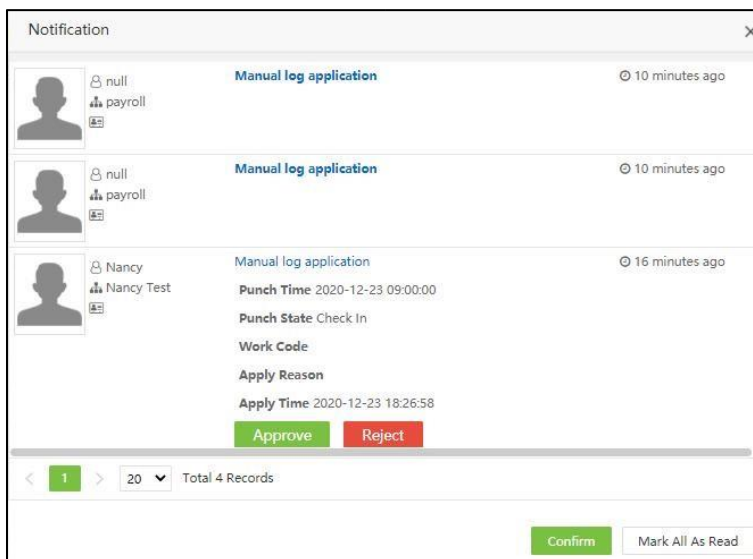 Notification
null
Manual log application
10 minutes ago
payroll
null
Manual log application
10 minutes ago
payroll
Nancy
Manual log application
16 minutes ago
Nancy Test
Punch Time 2020-12-23 09:00:00
Punch State Check In
Work Code
Apply Reason
Apply Time 2020-12-23 18:26:58
Approve Reject
< 1 > 20 Total 4 Records
Confirm Mark All As Read